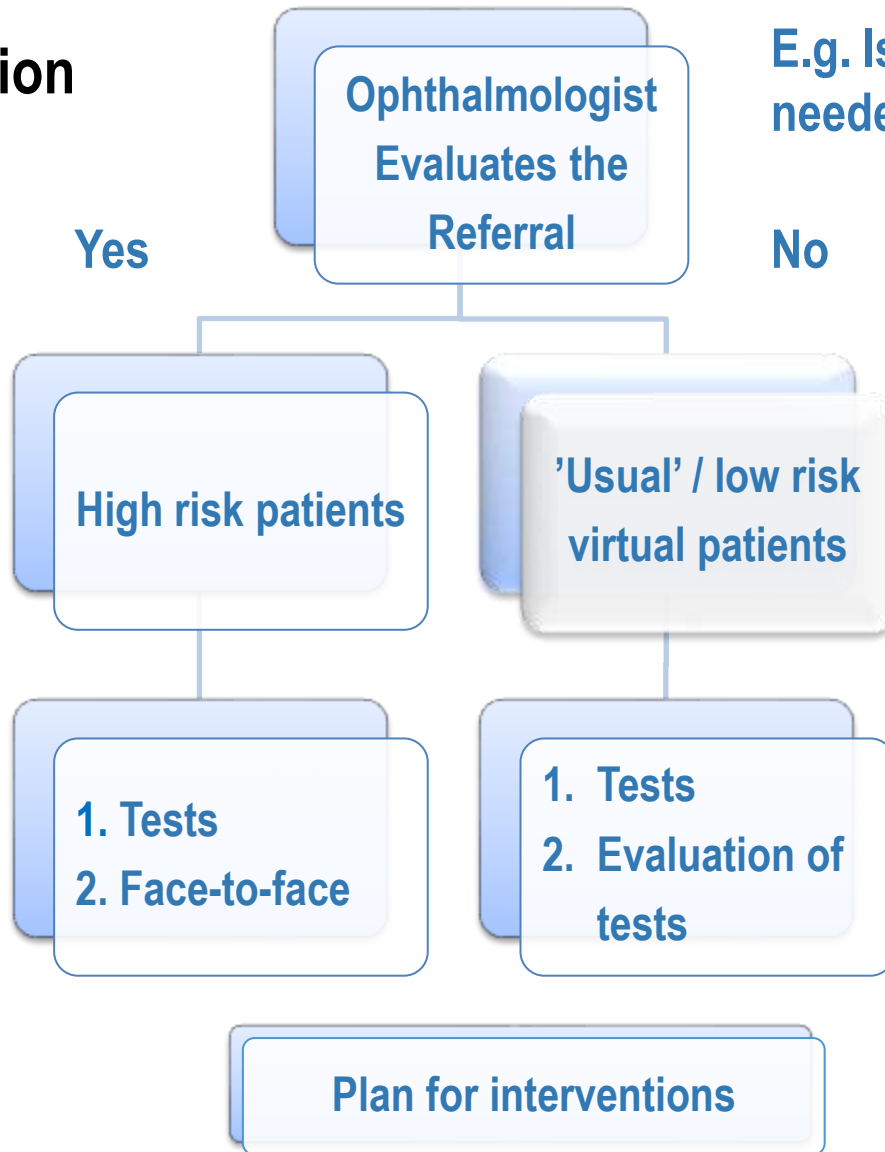 ion
E.g. Is
neede
Ophthalmologist
Evaluates the
Referral
Yes
No
High risk patients
’Usual’ / low risk
virtual patients
1. Tests
2. Face-to-face
1. Tests
2. Evaluation of
tests
Plan for interventions